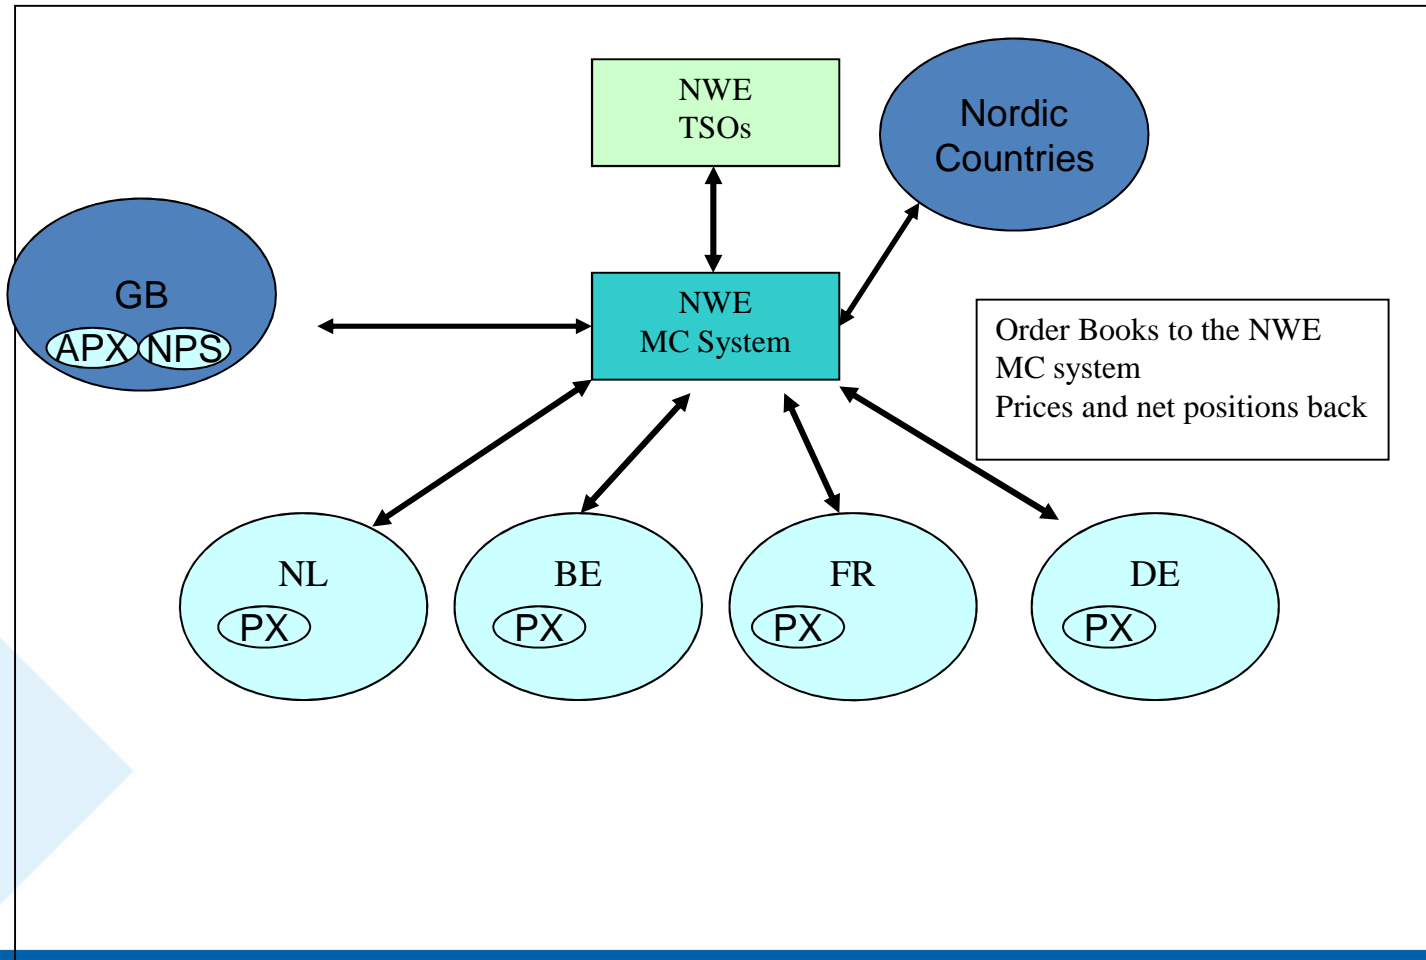 NWE
TSOs
Nordic
Countries
GB
APX NPS
NWE
MC System
Order Books to the NWE
MC system
Prices and net positions back
NL
PX
BE
PX
FR
PX
DE
PX